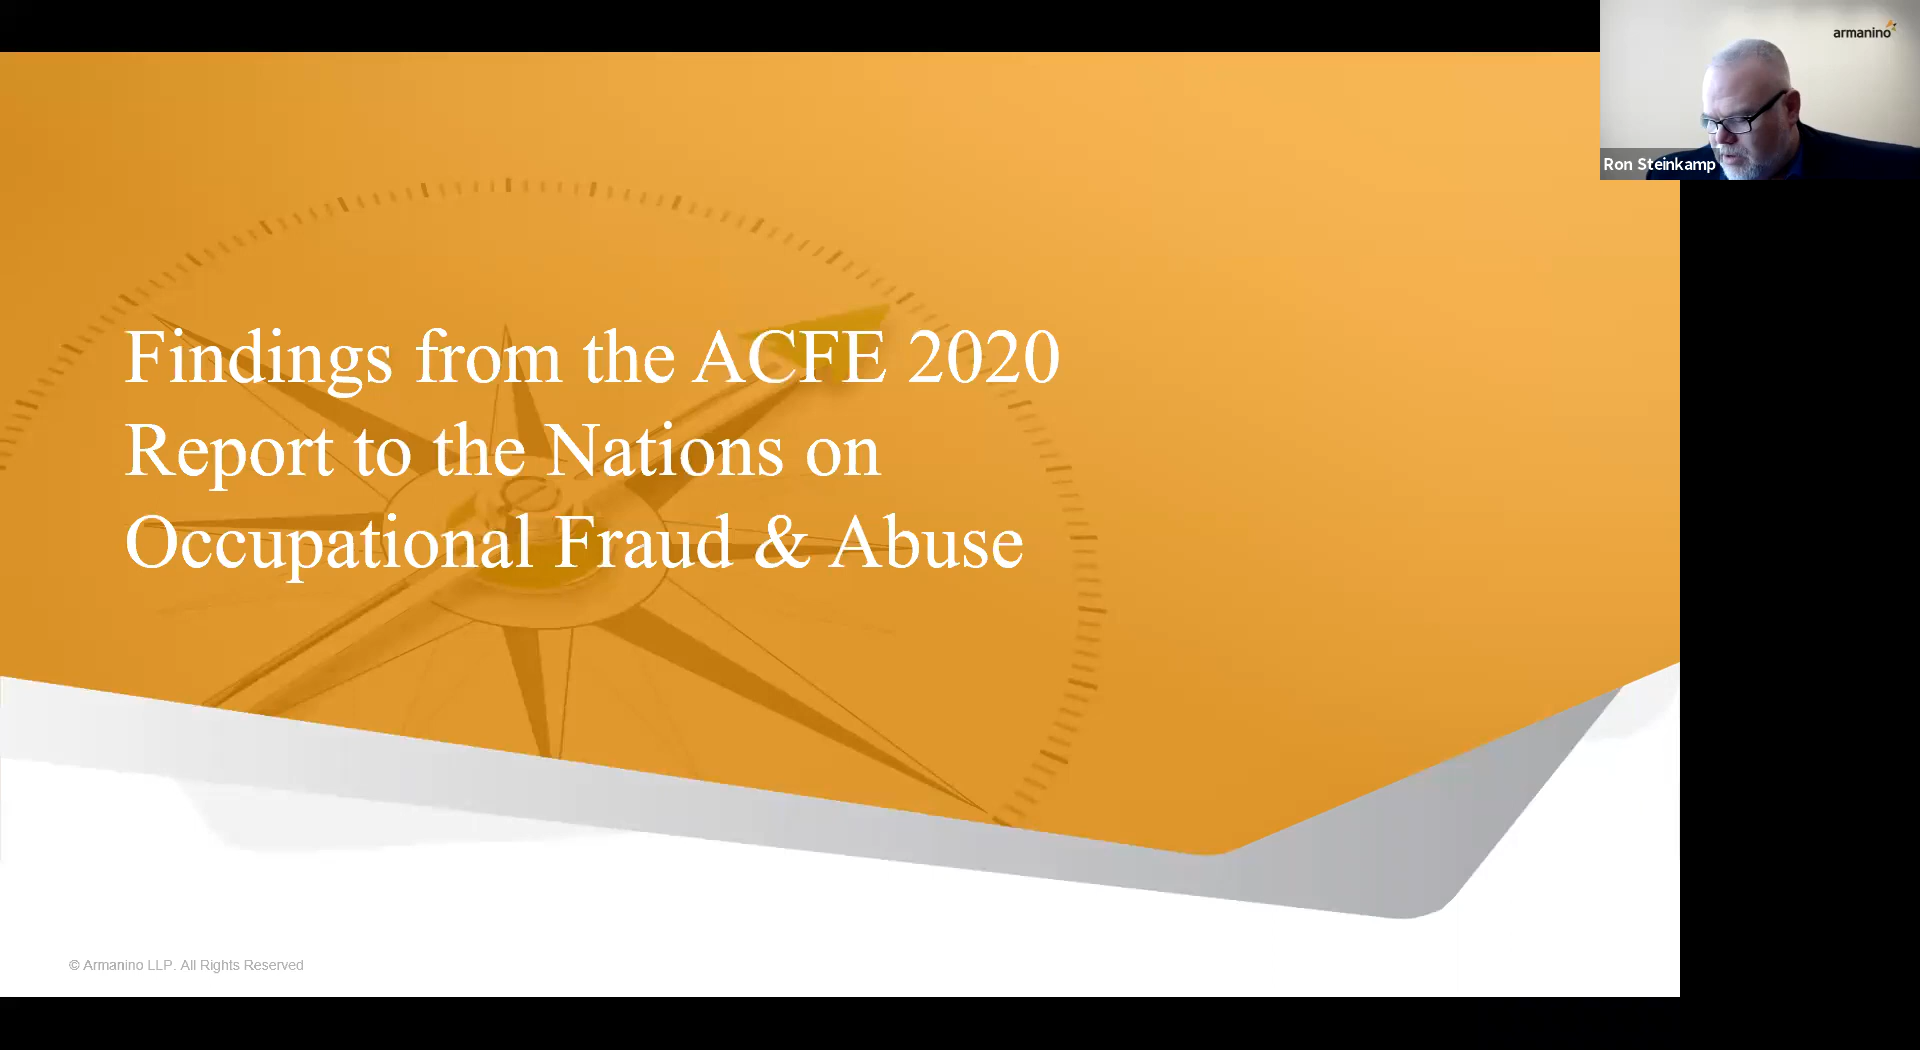 armanino
Ron Steinkamp
Findings from the ACFE 2020
Report to the Nations on
Occupational Fraud & Abuse
© Armanino LLP. All Rights Reserved